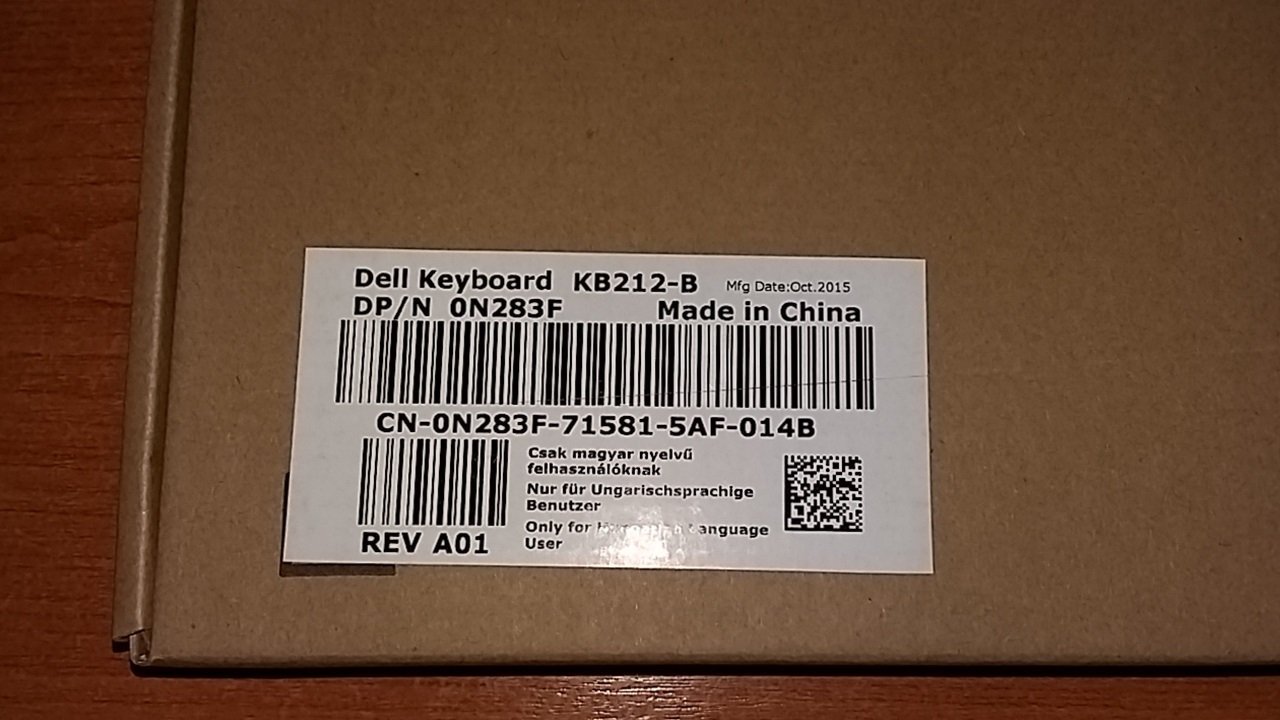 Dell Keyboard KB212-B Mfg Date:Oct.2015
DP/N 0N283F Made in China
CN-0N283F-71581-5AF-014B
Csak magyar nyelvű
felhasználóknak
Nur für Ungarischsprachige
Benutzer
Only for Language
User
REV A01